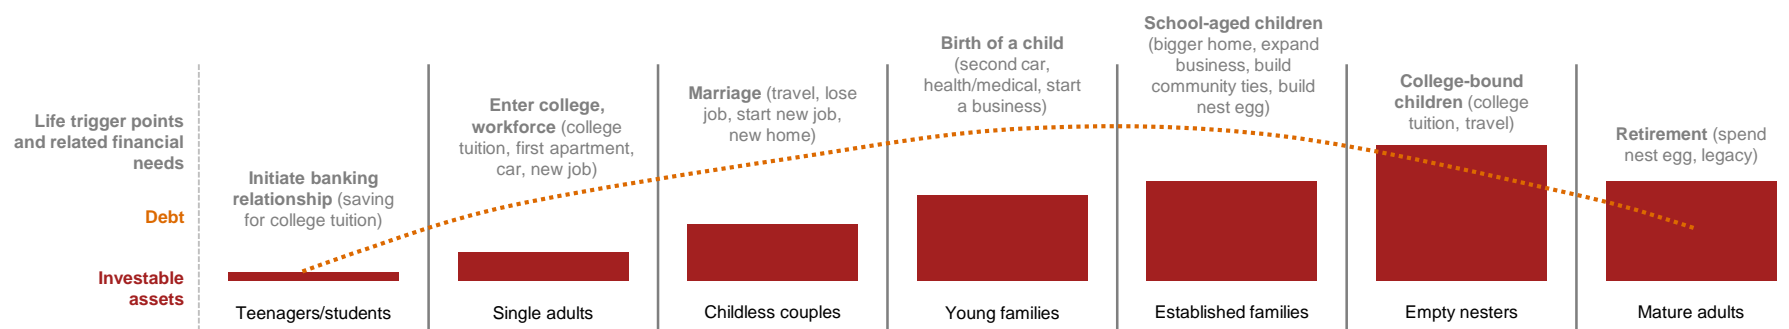 Life trigger points
and related financial
needs
Debt
Investable
assets
Initiate banking
relationship (saving
for college tuition)
Teenagers/students
Enter college,
workforce (college
tuition, first apartment,
car, new job)
Single adults
Marriage (travel, lose
job, start new job,
new home)
Childless couples
Birth of a child
(second car,
health/medical, start
a business)
Young families
School-aged children
(bigger home, expand
business, build
community ties, build
nest egg)
Established families
College-bound
children (college
tuition, travel)
Empty nesters
Retirement (spend
nest egg, legacy)
Mature adults